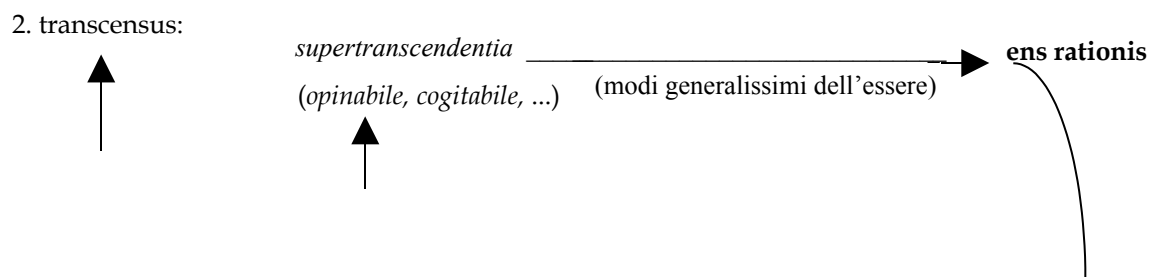 2. transcensus:
supertranscendentia
ens rationis
(opinabile, cogitabile, ...)
(modi generalissimi dell'essere)